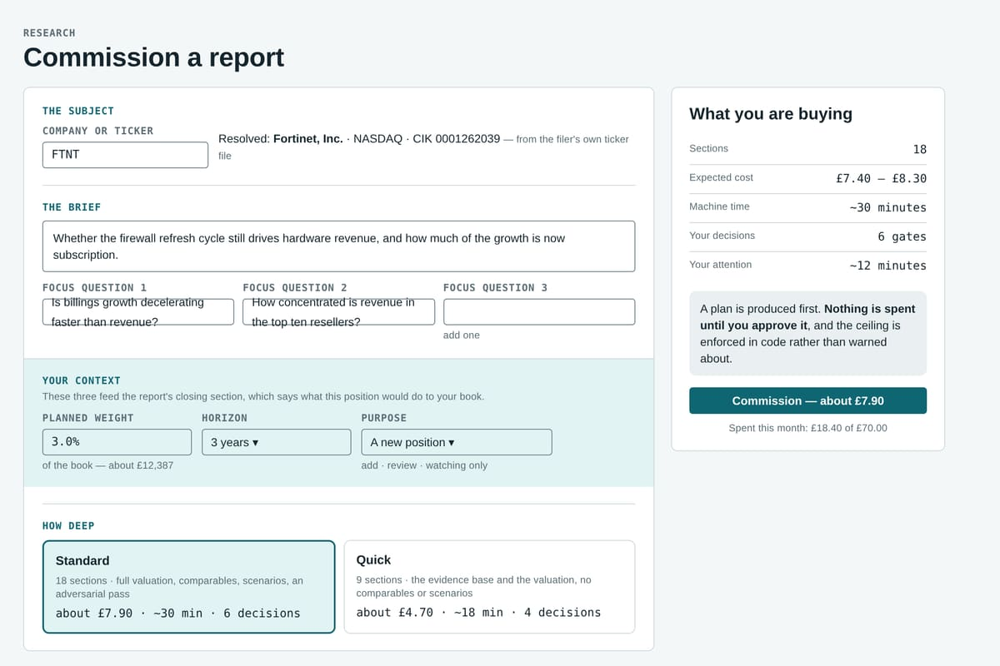 RESEARCH
Commission a report
THE SUBJECT
COMPANY OR TICKER
FTNT
Resolved: Fortinet, Inc. · NASDAQ · CIK 0001262039 — from the filer's own ticker
file
THE BRIEF
Whether the firewall refresh cycle still drives hardware revenue, and how much of the growth is now
subscription.
FOCUS QUESTION 1
Is billings growth decelerating
faster than revenue?
FOCUS QUESTION 2
How concentrated is revenue in
the top ten resellers?
FOCUS QUESTION 3
add one
YOUR CONTEXT
These three feed the report's closing section, which says what this position would do to your book.
PLANNED WEIGHT
3.0%
of the book — about £12,387
HORIZON
3 years ▾
PURPOSE
A new position ▾
add · review · watching only
HOW DEEP
Standard
18 sections · full valuation, comparables, scenarios, an
adversarial pass
about £7.90 · ~30 min · 6 decisions
Quick
9 sections · the evidence base and the valuation, no
comparables or scenarios
about £4.70 · ~18 min · 4 decisions
What you are buying
Sections 18
Expected cost £7.40 – £8.30
Machine time ~30 minutes
Your decisions 6 gates
Your attention ~12 minutes
A plan is produced first. Nothing is spent
until you approve it, and the ceiling is
enforced in code rather than warned
about.
Commission — about £7.90
Spent this month: £18.40 of £70.00